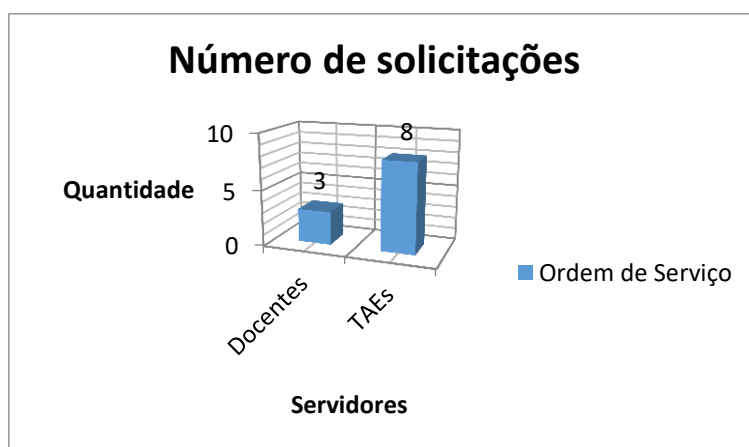 Número de solicitações
10
5
0
Quantidade
3
8
Docentes
TAEs
Ordem de Serviço
Servidores